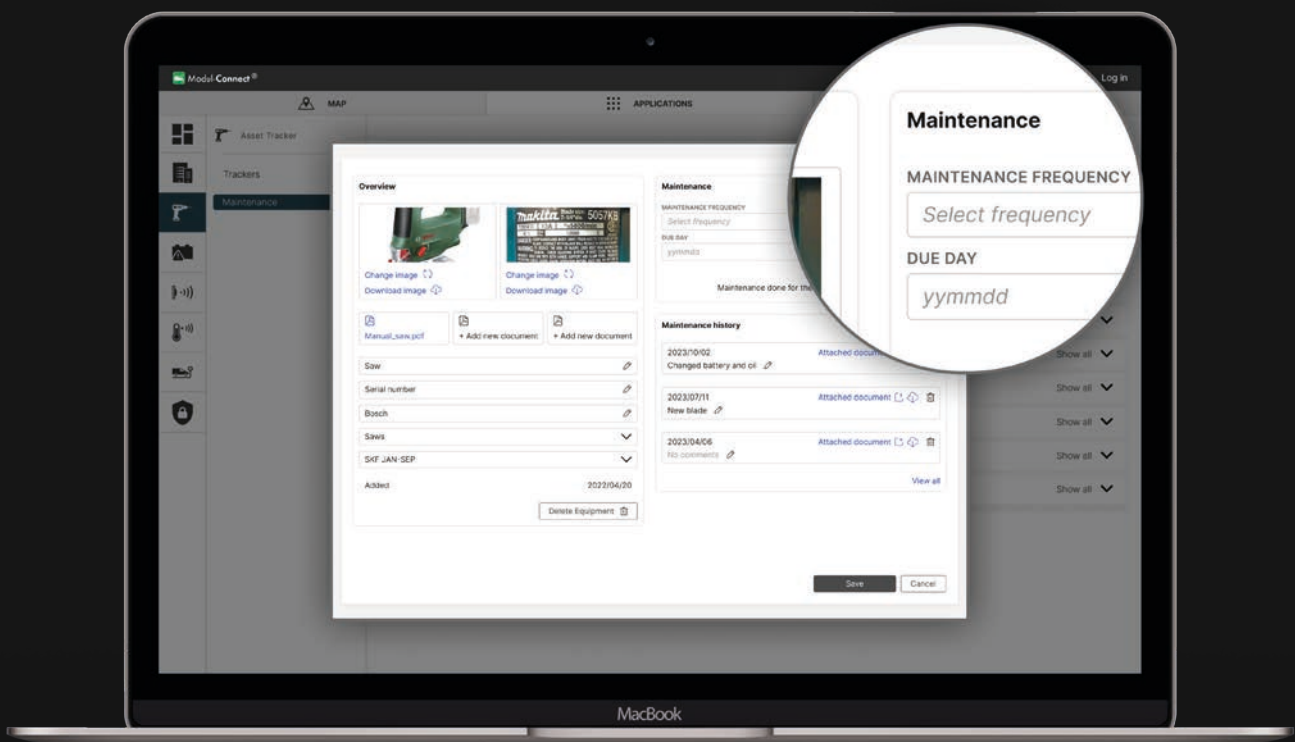 Modul-Connect®
Log in
MAP
APPLICATIONS
Asset Tracker
Trackers
Maintenance
Overview
makita
5057KB
Change image
Download image
Change image
Download image
Manual_saw.pdf
+ Add new document
+ Add new document
Saw
Serial number
Bosch
Sawa
SKF JAN-SEP
Added
2022/04/20
Delete Equipment
Maintenance
MAINTENANCE FREQUENCY
Select frequency
DUE DAY
yymmdd
Maintenance done for the
Maintenance history
2023/10/02
Attached docum
Changed battery and oil
2023/07/11
Attached document
New blade
2023/04/06
Attached document
No comments
View all
Save
Cancel
Maintenance
MAINTENANCE FREQUENCY
Select frequency
DUE DAY
yymmdd
Show all
Show all
Show all
Show all
Show all
MacBook